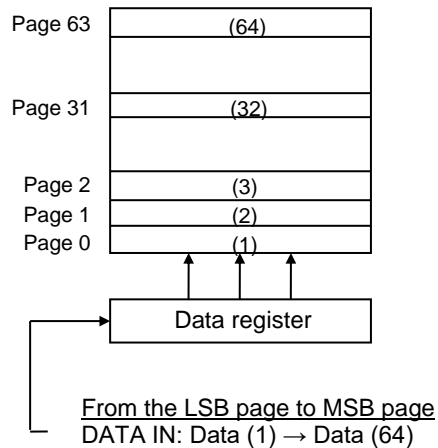 Page 63 (64)
Page 31 (32)
Page 2 (3)
Page 1 (2)
Page 0 (1)
Data register
From the LSB page to MSB page
DATA IN: Data (1) → Data (64)